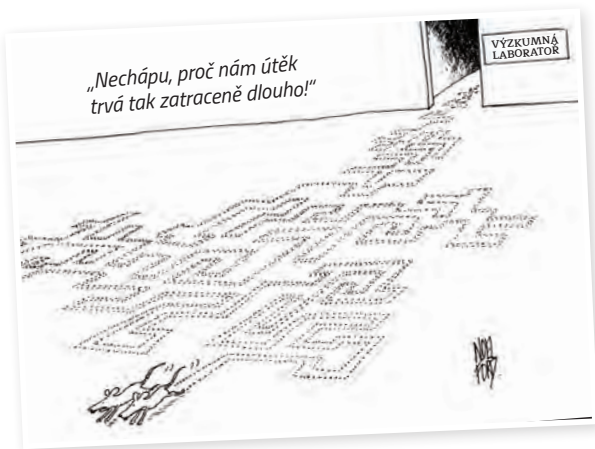 „Nechápu, proč nám útěk
trvá tak zatraceně dlouho!“
VÝZKUMNÁ
LABORATOŘ